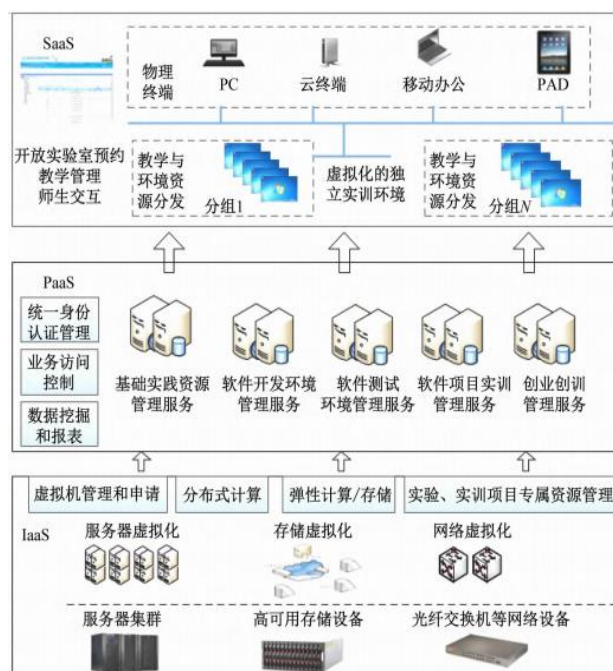 SaaS
物理
终端
PC
云终端
移动办公
PAD
开放实验室预约
教学管理
师生交互
教学与
环境资
源分发
分组1
虚拟化的独
立实训环境
教学与
环境资
源分发
分组N
PaaS
统一身份
认证管理
业务访问
控制
数据挖掘
和报表
基础实践资源
管理服务
软件开发环境
管理服务
软件测试
环境管理服务
软件项目实训
管理服务
创业创训
管理服务
虚拟机管理和申请
分布式计算
弹性计算/存储
实验、实训项目专属资源管理
IaaS
服务器虚拟化
存储虚拟化
网络虚拟化
服务器集群
高可用存储设备
光纤交换机等网络设备